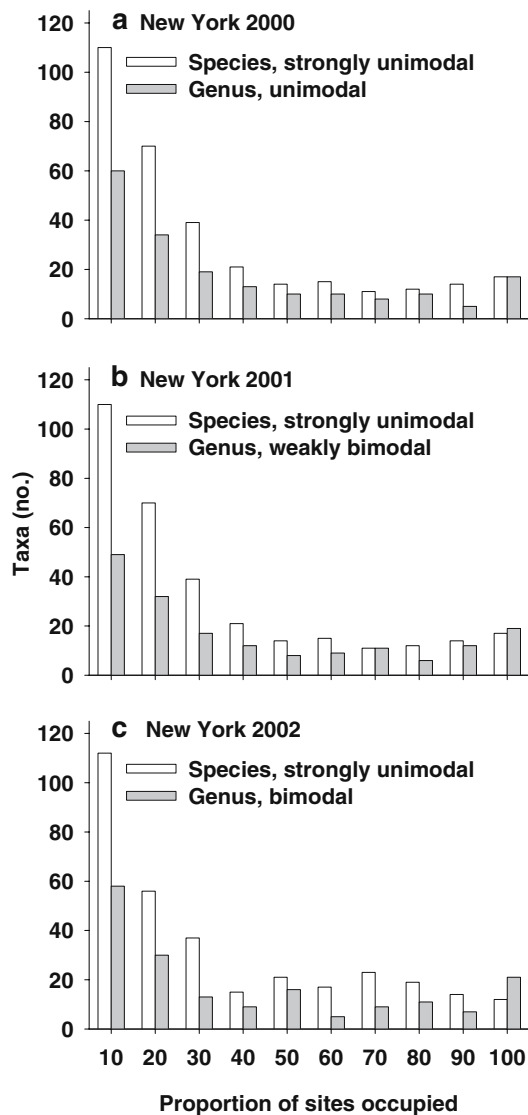 a New York 2000
Species, strongly unimodal
Genus, unimodal
120
100
80
60
40
20
0
b New York 2001
Species, strongly unimodal
Genus, weakly bimodal
120
100
80
60
40
20
0
Taxa (no.)
c New York 2002
Species, strongly unimodal
Genus, bimodal
120
100
80
60
40
20
0
10 20 30 40 50 60 70 80 90 100
Proportion of sites occupied